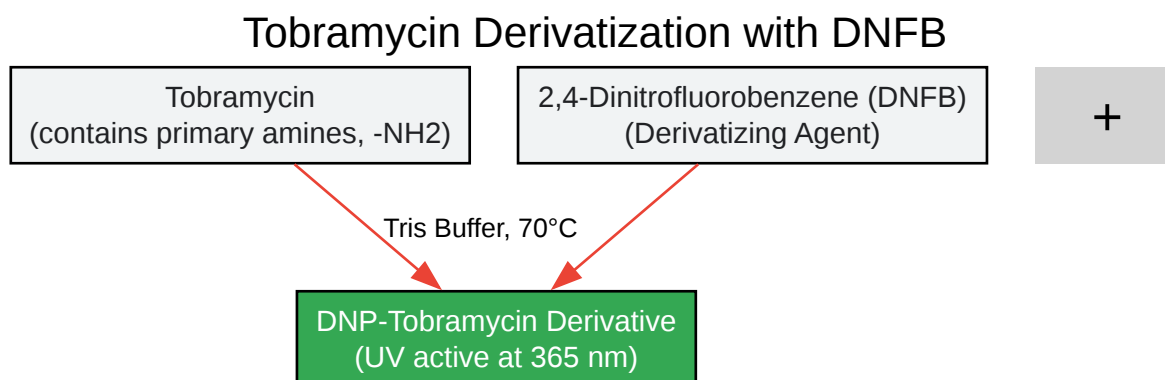 Tobramycin Derivatization with DNFB
Tobramycin
(contains primary amines, -NH2)
2,4-Dinitrofluorobenzene (DNFB)
(Derivatizing Agent)
+
Tris Buffer, 70°C
DNP-Tobramycin Derivative
(UV active at 365 nm)